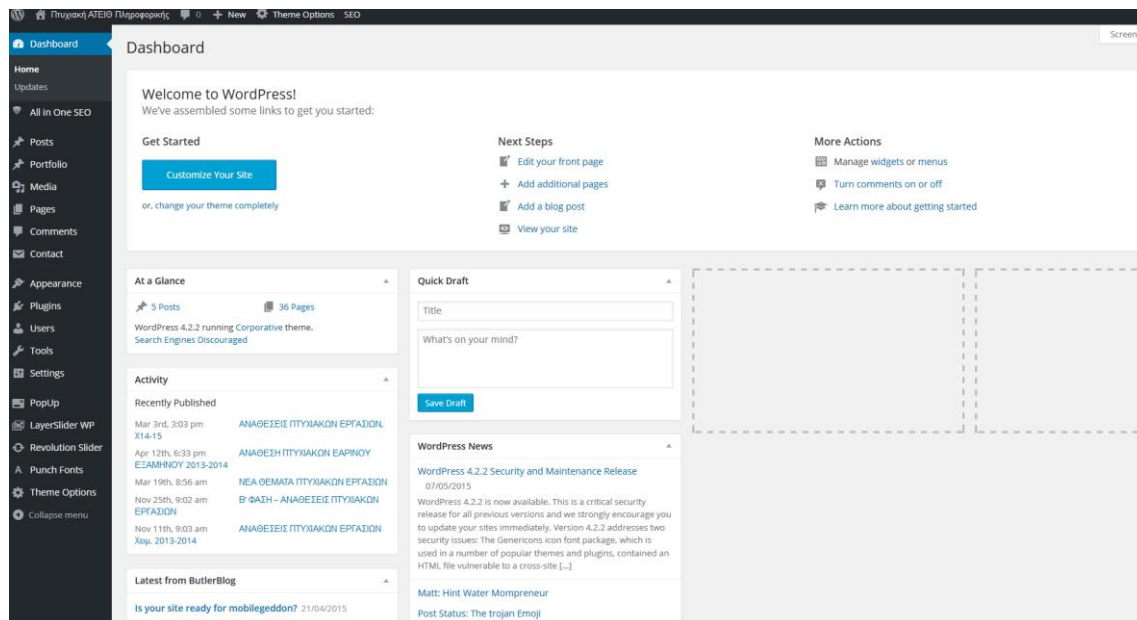 Πτυχιακή ΑΤΕΙΘ Πληροφορικής 0 + New Theme Options SEO
Screen
Dashboard
Home
Updates
All in One SEO
Posts
Portfolio
Media
Pages
Comments
Contact
Appearance
Plugins
Users
Tools
Settings
PopUp
LayerSlider WP
Revolution Slider
Punch Fonts
Theme Options
Collapse menu
Dashboard
Welcome to WordPress!
We've assembled some links to get you started:
Get Started
Customize Your Site
or, change your theme completely
Next Steps
Edit your front page
Add additional pages
Add a blog post
View your site
More Actions
Manage widgets or menus
Turn comments on or off
Learn more about getting started
At a Glance
5 Posts 36 Pages
WordPress 4.2.2 running Corporative theme.
Search Engines Discouraged
Activity
Recently Published
Mar 3rd, 3:03 pm ΑΝΑΘΕΣΕΙΣ ΠΤΥΧΙΑΚΩΝ ΕΡΓΑΣΙΩΝ,
Χ14-15
Apr 12th, 6:33 pm ΑΝΑΘΕΣΗ ΠΤΥΧΙΑΚΩΝ ΕΑΡΙΝΟΥ
ΕΞΑΜΗΝΟΥ 2013-2014
Mar 19th, 8:56 am ΝΕΑ ΘΕΜΑΤΑ ΠΤΥΧΙΑΚΩΝ ΕΡΓΑΣΙΩΝ
Nov 25th, 9:02 am Β' ΦΑΣΗ – ΑΝΑΘΕΣΕΙΣ ΠΤΥΧΙΑΚΩΝ
ΕΡΓΑΣΙΩΝ
Nov 11th, 9:03 am ΑΝΑΘΕΣΕΙΣ ΠΤΥΧΙΑΚΩΝ ΕΡΓΑΣΙΩΝ
Χειμ. 2013-2014
Latest from ButlerBlog
Is your site ready for mobilegeddon? 21/04/2015
Quick Draft
Title
What's on your mind?
Save Draft
WordPress News
WordPress 4.2.2 Security and Maintenance Release
07/05/2015
WordPress 4.2.2 is now available. This is a critical security
release for all previous versions and we strongly encourage you
to update your sites immediately. Version 4.2.2 addresses two
security issues: The Genericons icon font package, which is
used in a number of popular themes and plugins, contained an
HTML file vulnerable to a cross-site [...]
Matt: Hint Water Mompreneur
Post Status: The trojan Emoji